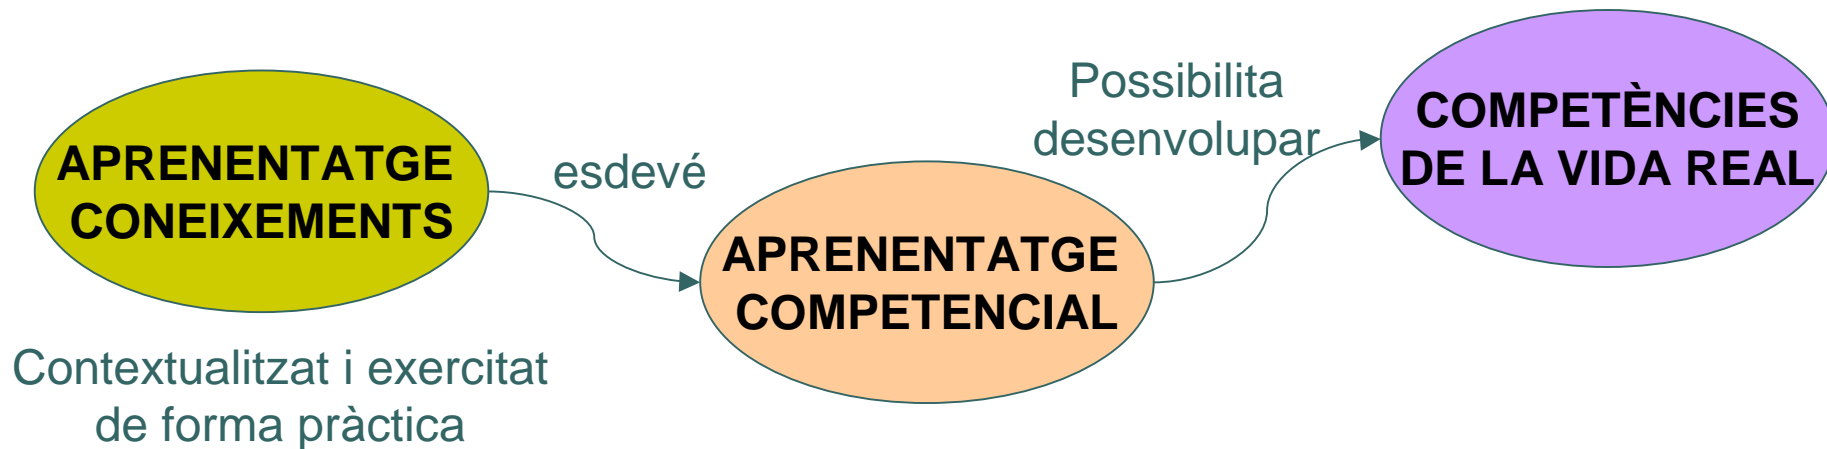 APRENENTATGE
CONEIXEMENTS
Contextualitzat i exercitat
de forma pràctica
esdevé
APRENENTATGE
COMPETENCIAL
Possibilita
desenvolupar
COMPETÈNCIES
DE LA VIDA REAL